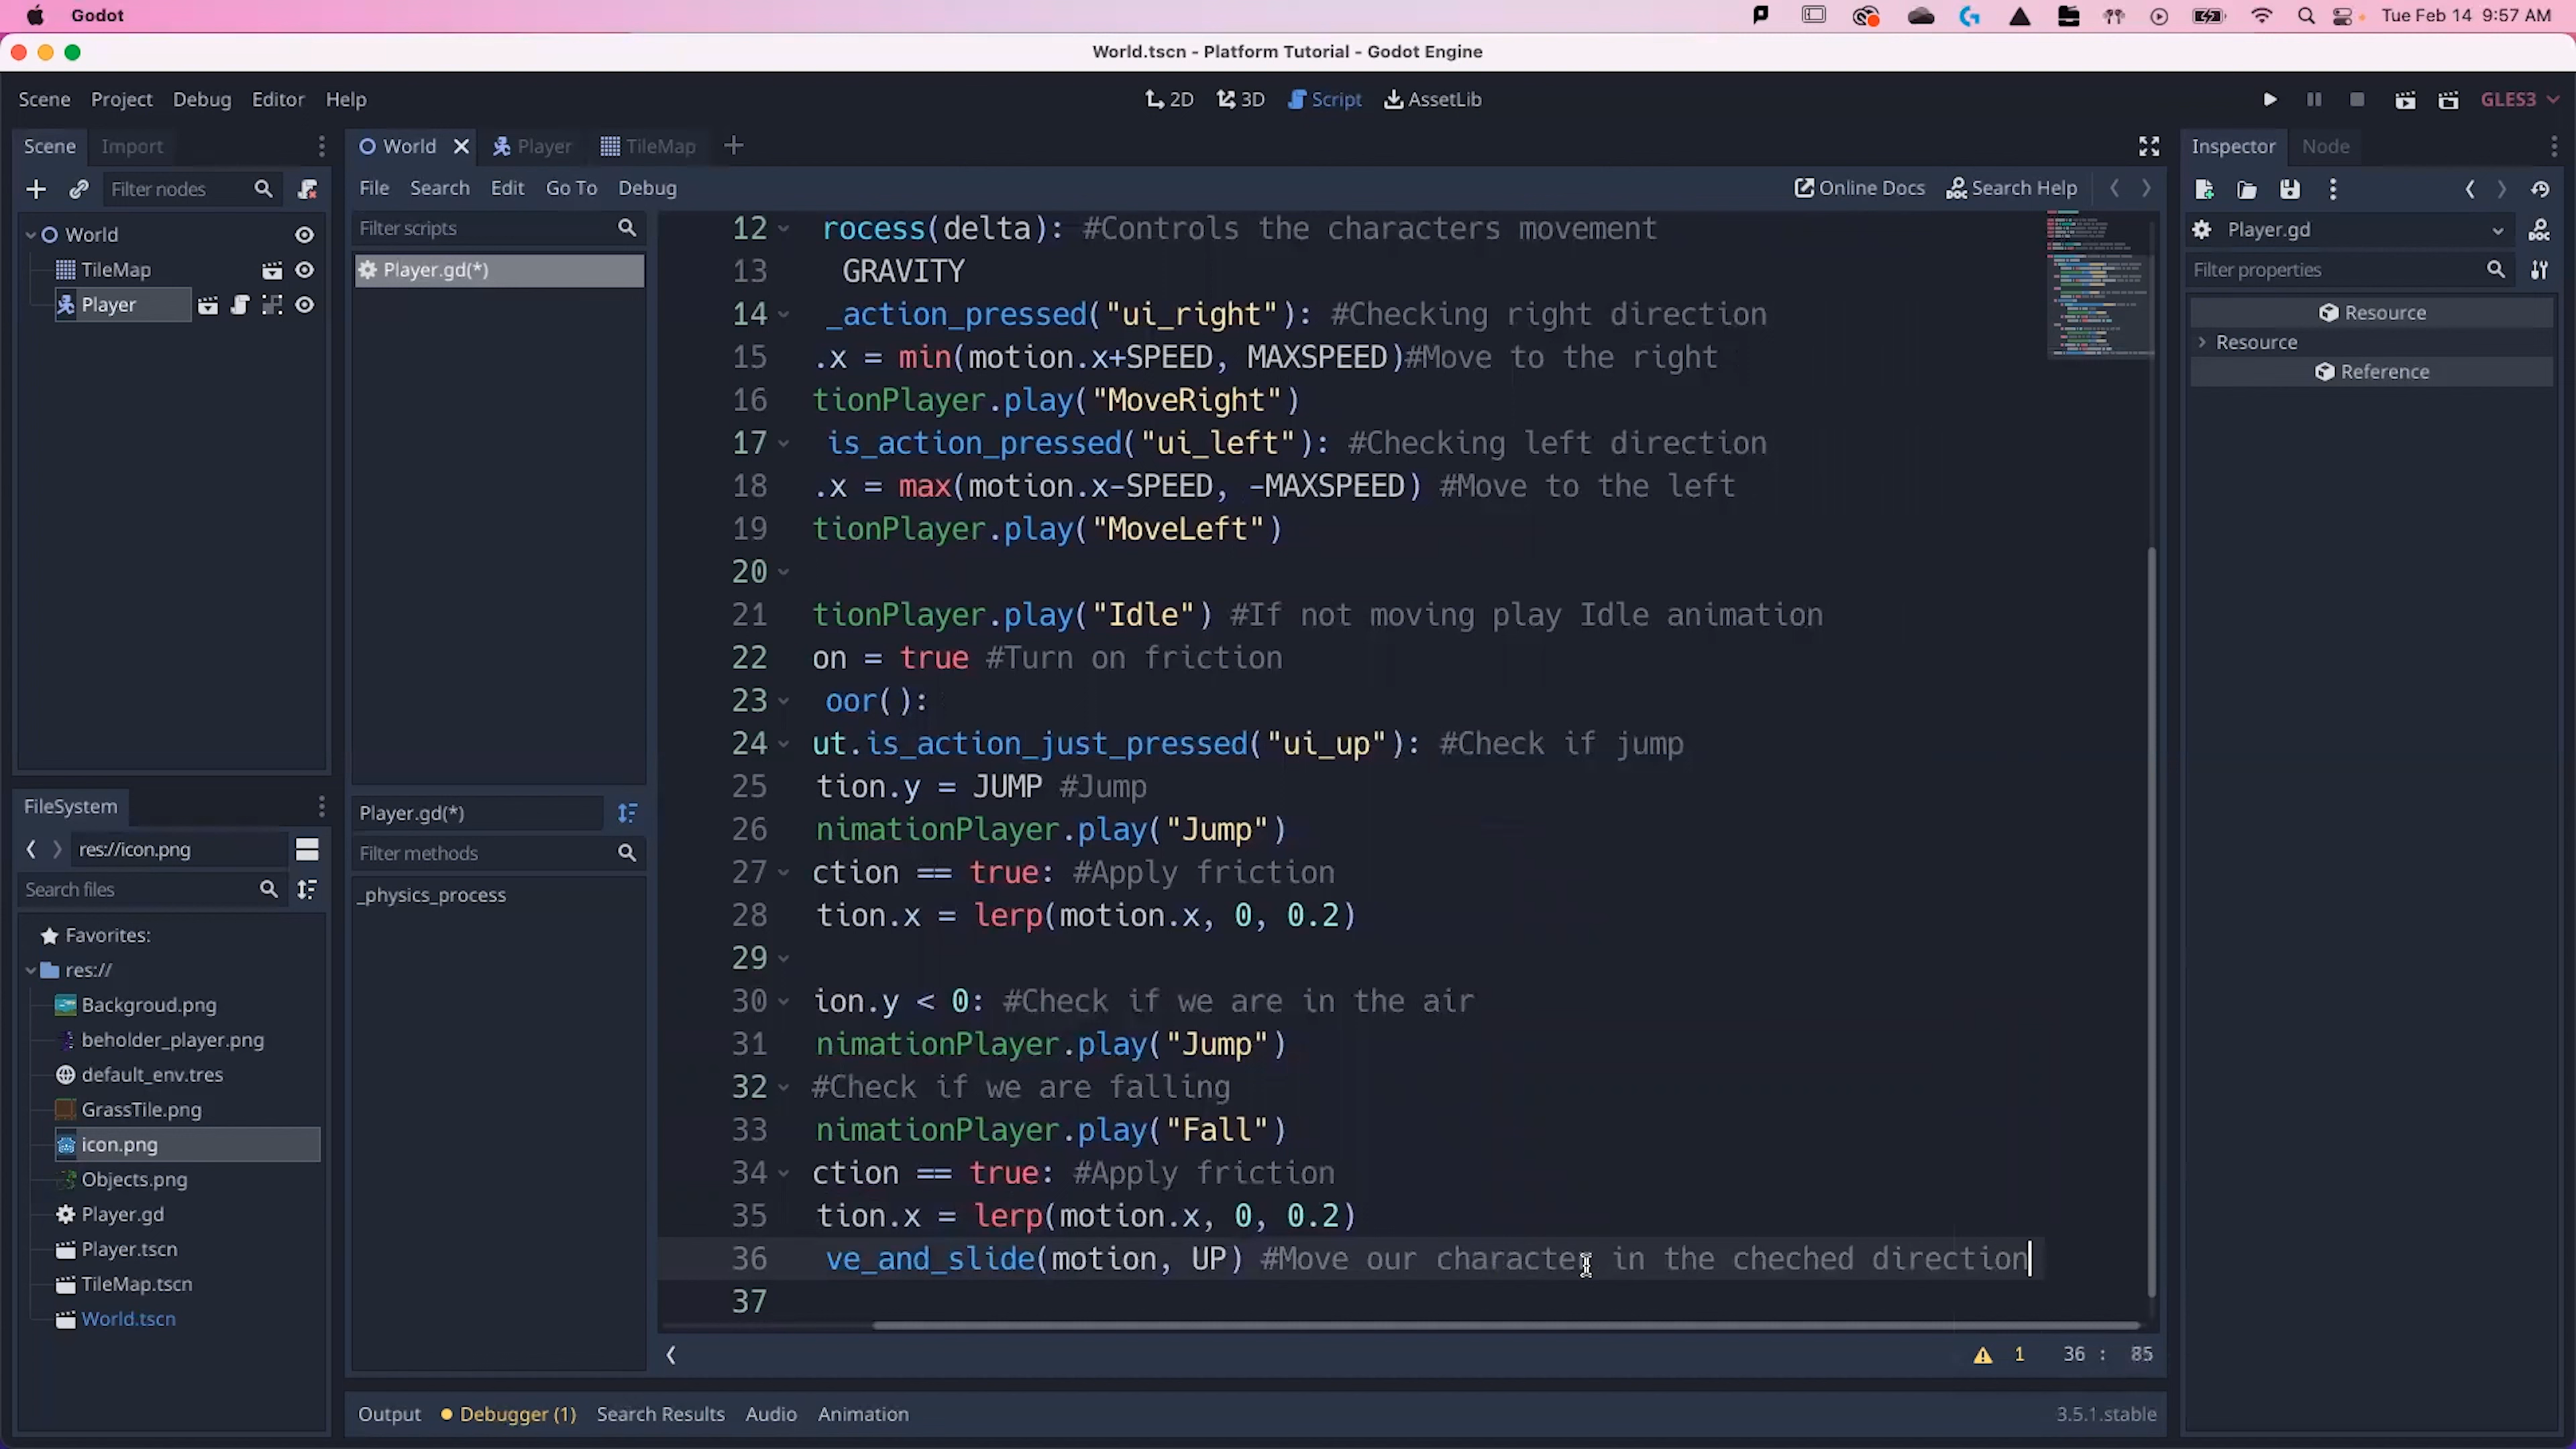 Godot
Tue Feb 14 9:57 AM
World.tscn - Platform Tutorial - Godot Engine
Scene Project Debug Editor Help
2D 3D Script AssetLib
GLES3
Scene Import
World Player TileMap
Inspector Node
Filter nodes
File Search Edit Go To Debug
Online Docs Search Help
World
TileMap
Player
Filter scripts
Player.gd(*)
Player.gd(*)
Filter methods
_physics_process
12 rocess(delta): #Controls the characters movement
13 GRAVITY
14 _action_pressed("ui_right"): #Checking right direction
15 .x = min(motion.x+SPEED, MAXSPEED)#Move to the right
16 tionPlayer.play("MoveRight")
17 is_action_pressed("ui_left"): #Checking left direction
18 .x = max(motion.x-SPEED, -MAXSPEED) #Move to the left
19 tionPlayer.play("MoveLeft")
20
21 tionPlayer.play("Idle") #If not moving play Idle animation
22 on = true #Turn on friction
23 oor():
24 ut.is_action_just_pressed("ui_up"): #Check if jump
25 tion.y = JUMP #Jump
26 nimationPlayer.play("Jump")
27 ction == true: #Apply friction
28 tion.x = lerp(motion.x, 0, 0.2)
29
30 ion.y < 0: #Check if we are in the air
31 nimationPlayer.play("Jump")
32 #Check if we are falling
33 nimationPlayer.play("Fall")
34 ction == true: #Apply friction
35 tion.x = lerp(motion.x, 0, 0.2)
36 ve_and_slide(motion, UP) #Move our character in the cheched direction
37
1 36 : 85
Player.gd
Filter properties
Resource
Resource
Reference
FileSystem
res://icon.png
Search files
Favorites:
res://
Backgroud.png
beholder_player.png
default_env.tres
GrassTile.png
icon.png
Objects.png
Player.gd
Player.tscn
TileMap.tscn
World.tscn
Output Debugger (1) Search Results Audio Animation
3.5.1.stable